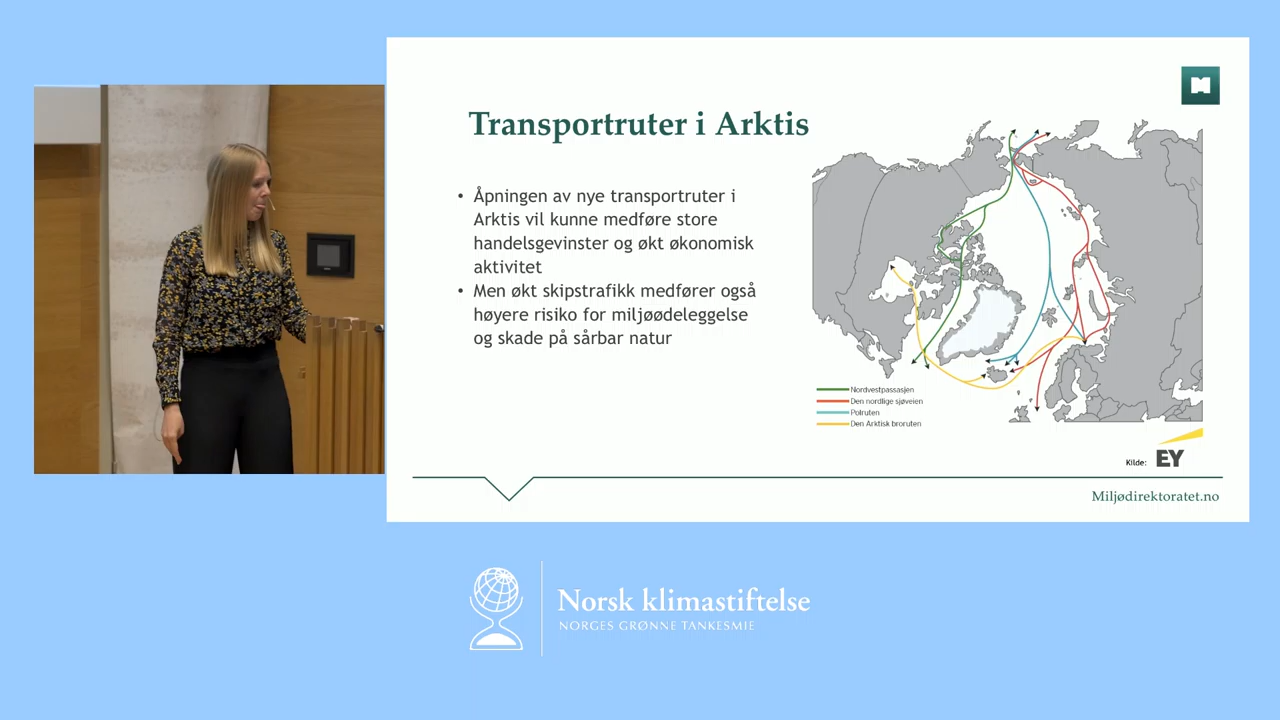 Transportruter i Arktis
• Åpningen av nye transportruter i
Arktis vil kunne medføre store
handelsgevinster og økt økonomisk
aktivitet
• Men økt skipstrafikk medfører også
høyere risiko for miljøødeleggelse
og skade på sårbar natur
Nordvestpassasjen
Den nordlige sjøveien
Polruten
Den Arktisk broruten
Kilde: EY
Miljødirektoratet.no
Norsk klimastiftelse
NORGES GRØNNE TANKESMIE